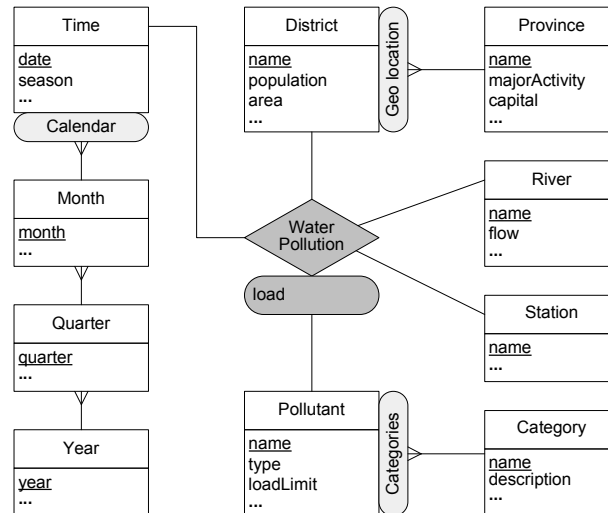 Time
date
season
...
Calendar
Month
month
...
Quarter
quarter
...
Year
year
...
District
name
population
area
...
Geo location
Province
name
majorActivity
capital
...
Water
Pollution
load
River
name
flow
...
Station
name
...
Pollutant
name
type
loadLimit
...
Categories
Category
name
description
...